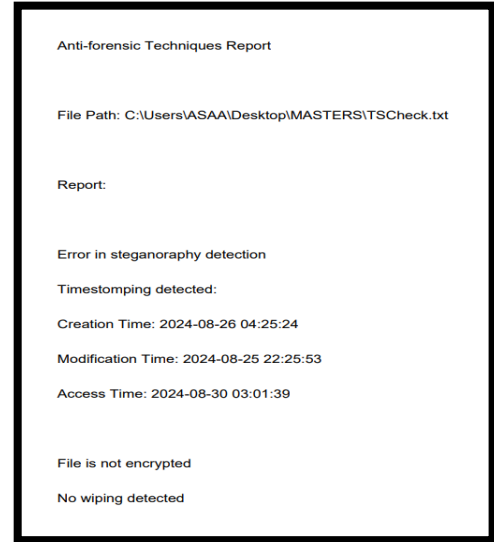 Anti-forensic Techniques Report
File Path: C:\Users\ASAA\Desktop\MASTERS\TSCheck.txt
Report:
Error in steganoraphy detection
Timestomping detected:
Creation Time: 2024-08-26 04:25:24
Modification Time: 2024-08-25 22:25:53
Access Time: 2024-08-30 03:01:39
File is not encrypted
No wiping detected